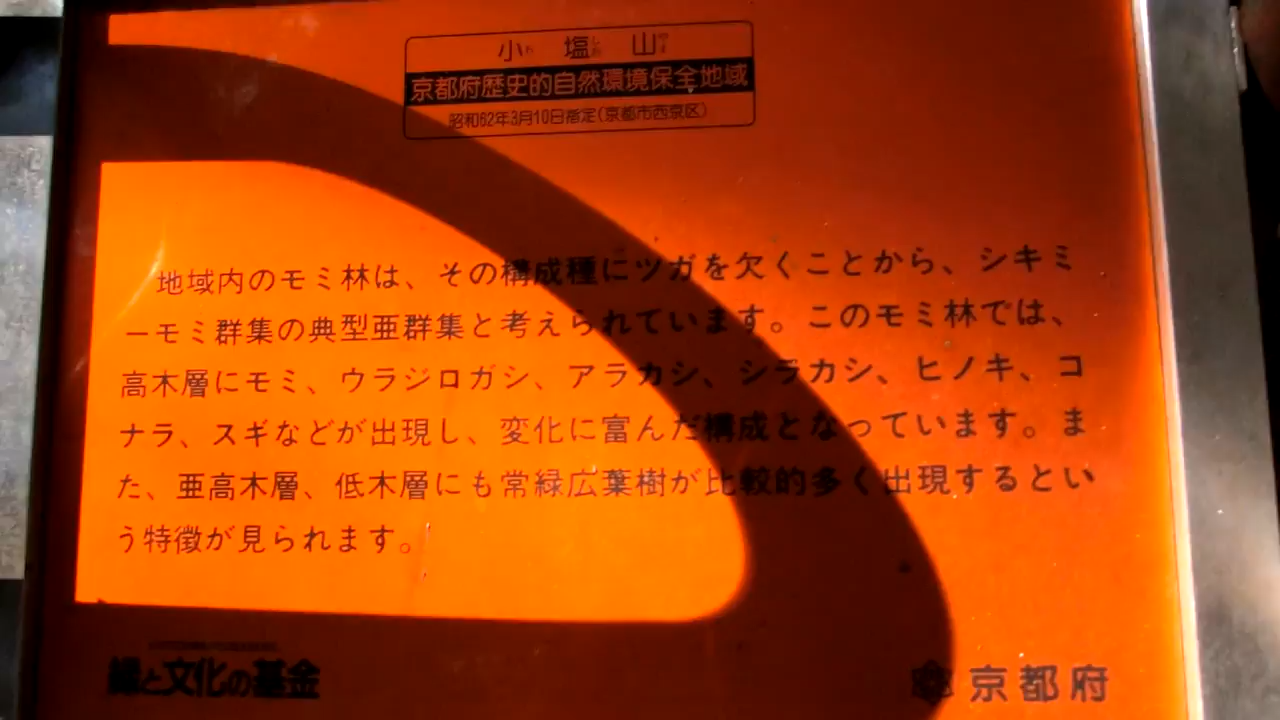 小塩山
京都府歴史的自然環境保全地域
昭和62年3月10日指定(京都市西京区)
地域内のモミ林は、その構成種にツガを欠くことから、シキミ
ーモミ群集の典型亜群集と考えられています。このモミ林では、
高木層にモミ、ウラジロガシ、アラカシ、シラカシ、ヒノキ、コ
ナラ、スギなどが出現し、変化に富んだ構成となっています。ま
た、亜高木層、低木層にも常緑広葉樹が比較的多く出現するとい
う特徴が見られます。
緑と文化の基金
京都府